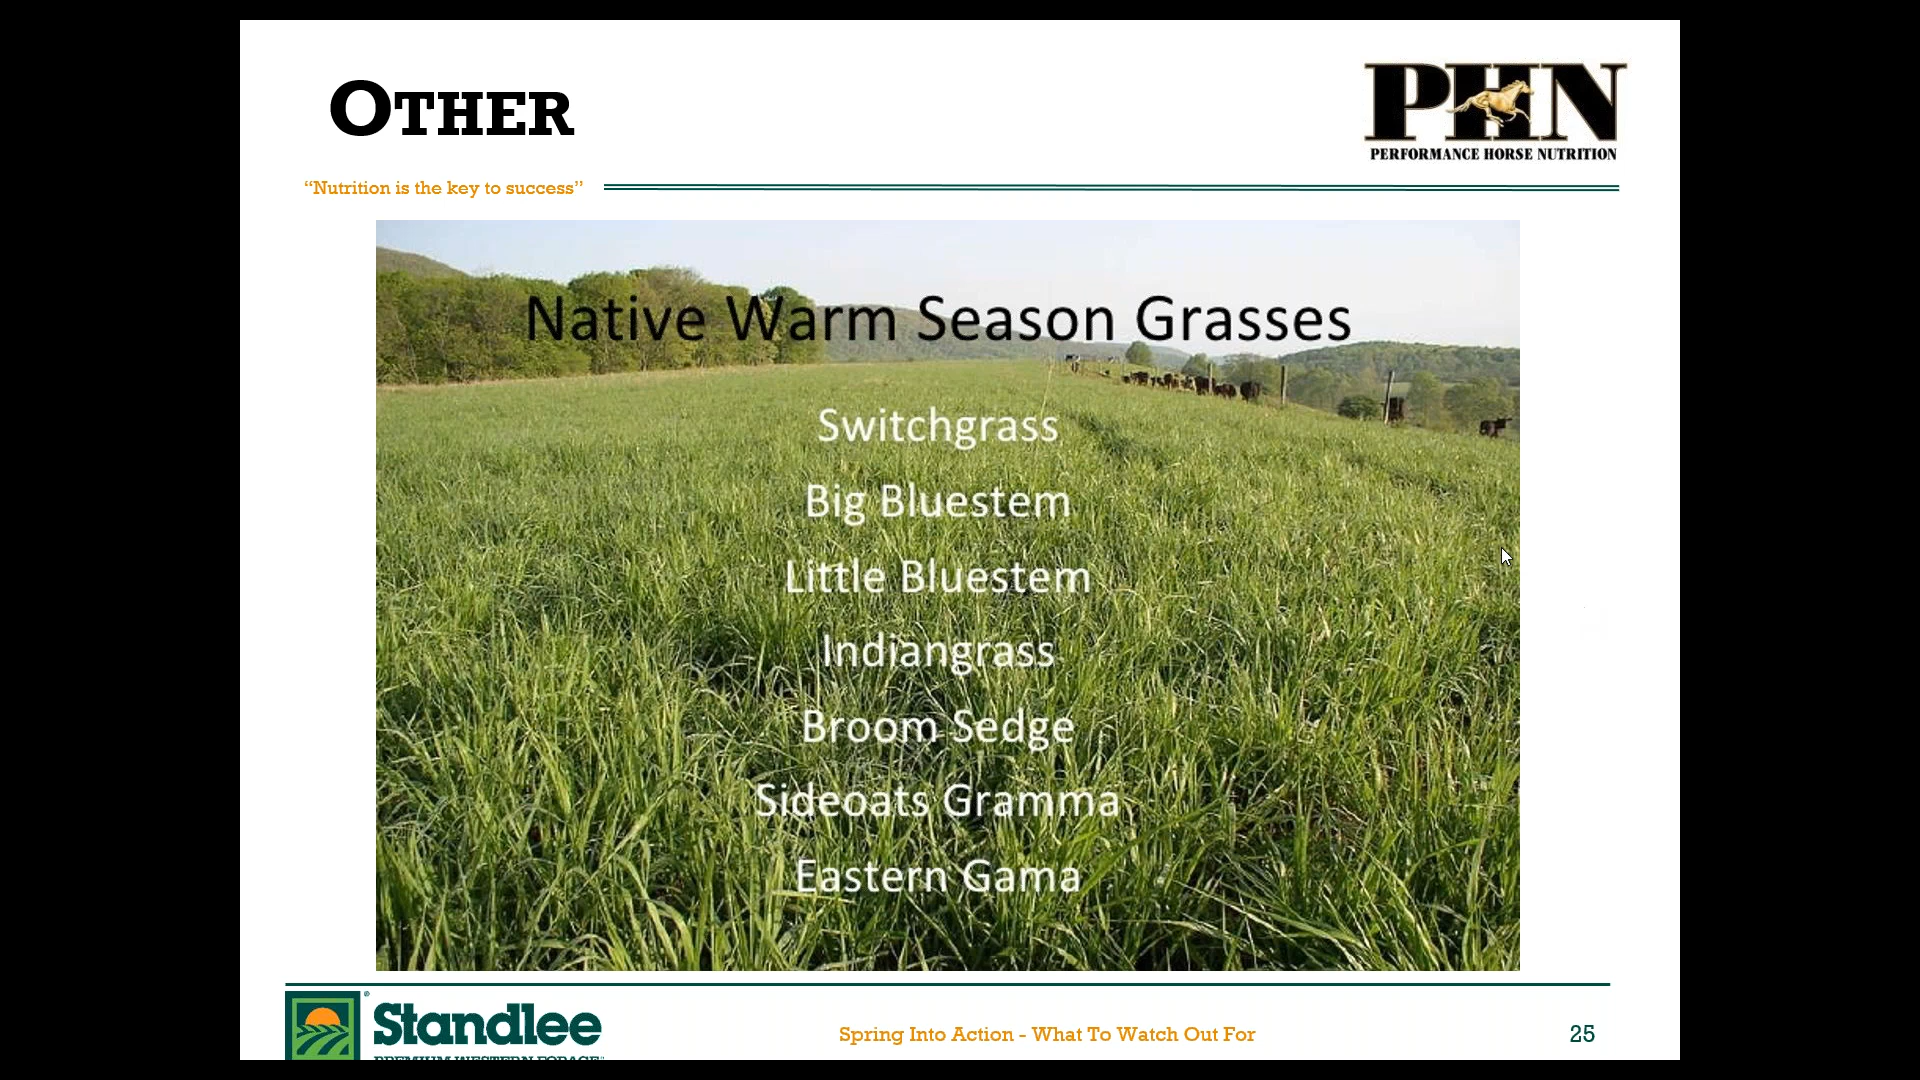 OTHER
PHN
PERFORMANCE HORSE NUTRITION
“Nutrition is the key to success”
Native Warm Season Grasses
Switchgrass
Big Bluestem
Little Bluestem
Indiangrass
Broom Sedge
Sideoats Gramma
Eastern Gama
Standlee®
PREMIUM WESTERN FORAGE
Spring Into Action - What To Watch Out For
25